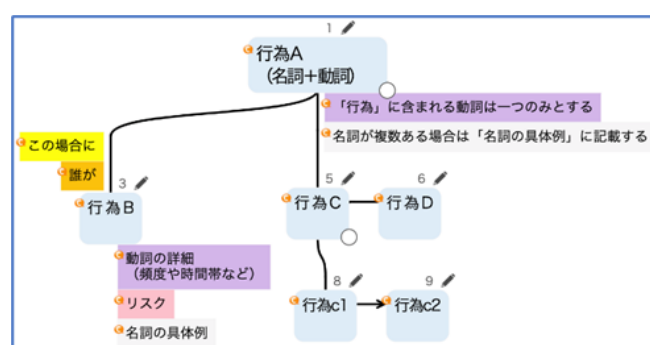 1
行為A
（名詞＋動詞）
「行為」に含まれる動詞は一つのみとする
名詞が複数ある場合は「名詞の具体例」に記載する
この場合に
誰が
3
行為B
5
行為C
6
行為D
動詞の詳細
（頻度や時間帯など）
リスク
名詞の具体例
8
行為c1
9
行為c2